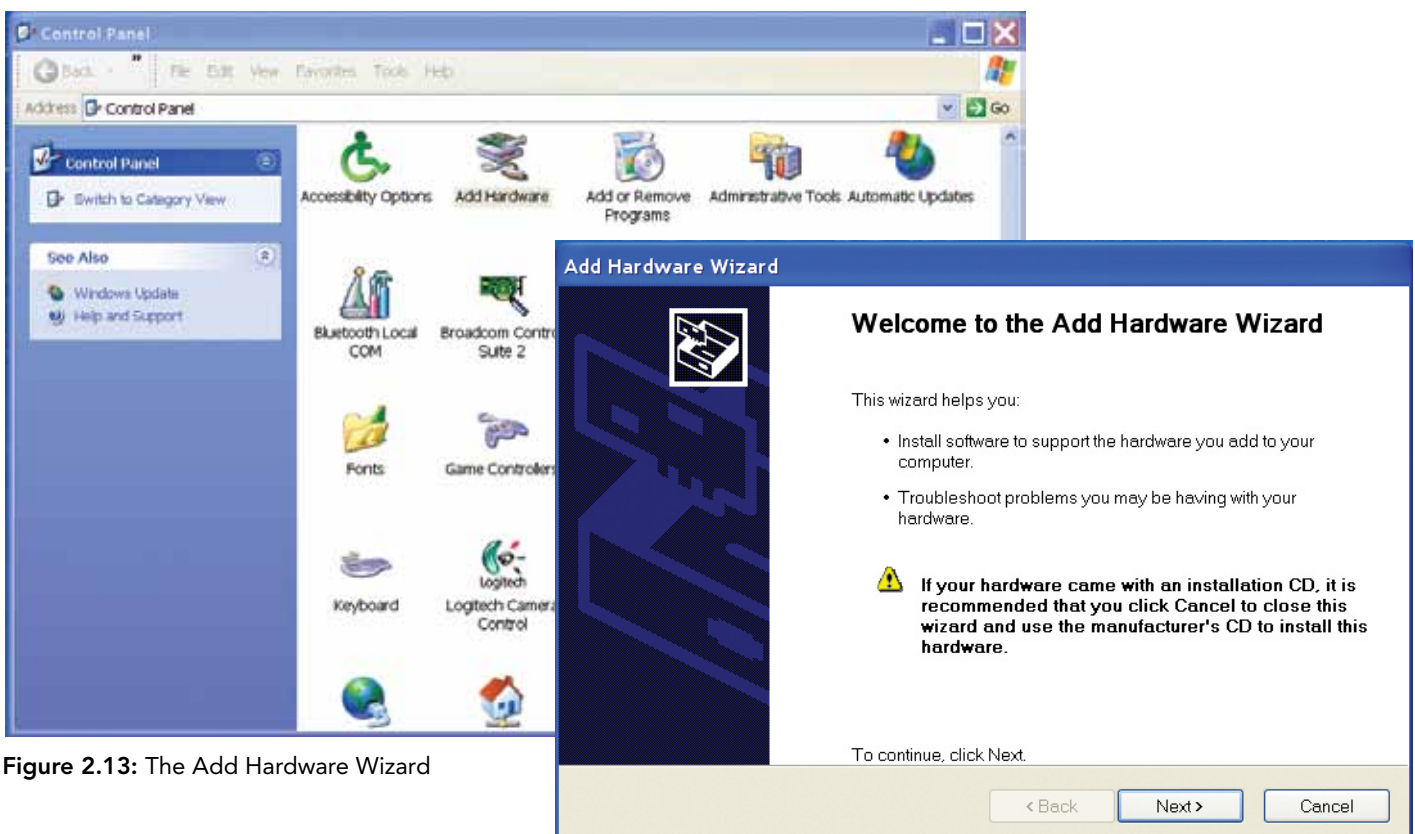 Control Panel
Back
File Edit View Favorites Tools Help
Address Control Panel
Go
Control Panel
Switch to Category View
See Also
Windows Update
Help and Support
Accessibility Options
Add Hardware
Add or Remove
Programs
Administrative Tools
Automatic Updates
Bluetooth Local
COM
Broadcom Contro
Suite 2
Fonts
Game Controllers
Keyboard
Logitech
Logitech Camera
Control
Add Hardware Wizard
Welcome to the Add Hardware Wizard
This wizard helps you:
• Install software to support the hardware you add to your
computer.
• Troubleshoot problems you may be having with your
hardware.
If your hardware came with an installation CD, it is
recommended that you click Cancel to close this
wizard and use the manufacturer's CD to install this
hardware.
To continue, click Next.
< Back
Next >
Cancel
Figure 2.13: The Add Hardware Wizard